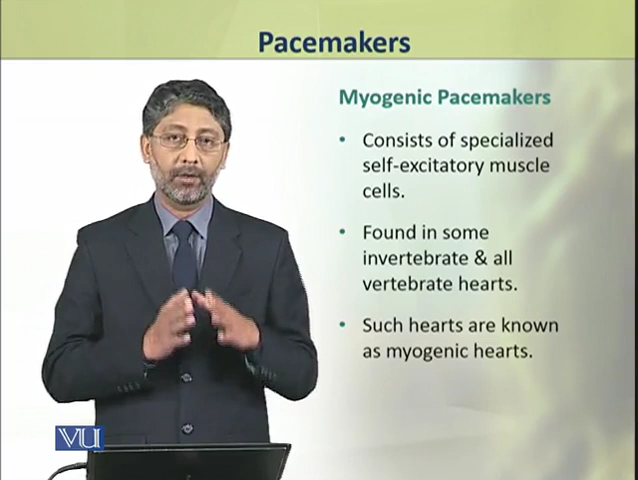 Pacemakers
Myogenic Pacemakers
• Consists of specialized
self-excitatory muscle
cells.
• Found in some
invertebrate & all
vertebrate hearts.
• Such hearts are known
as myogenic hearts.
VU